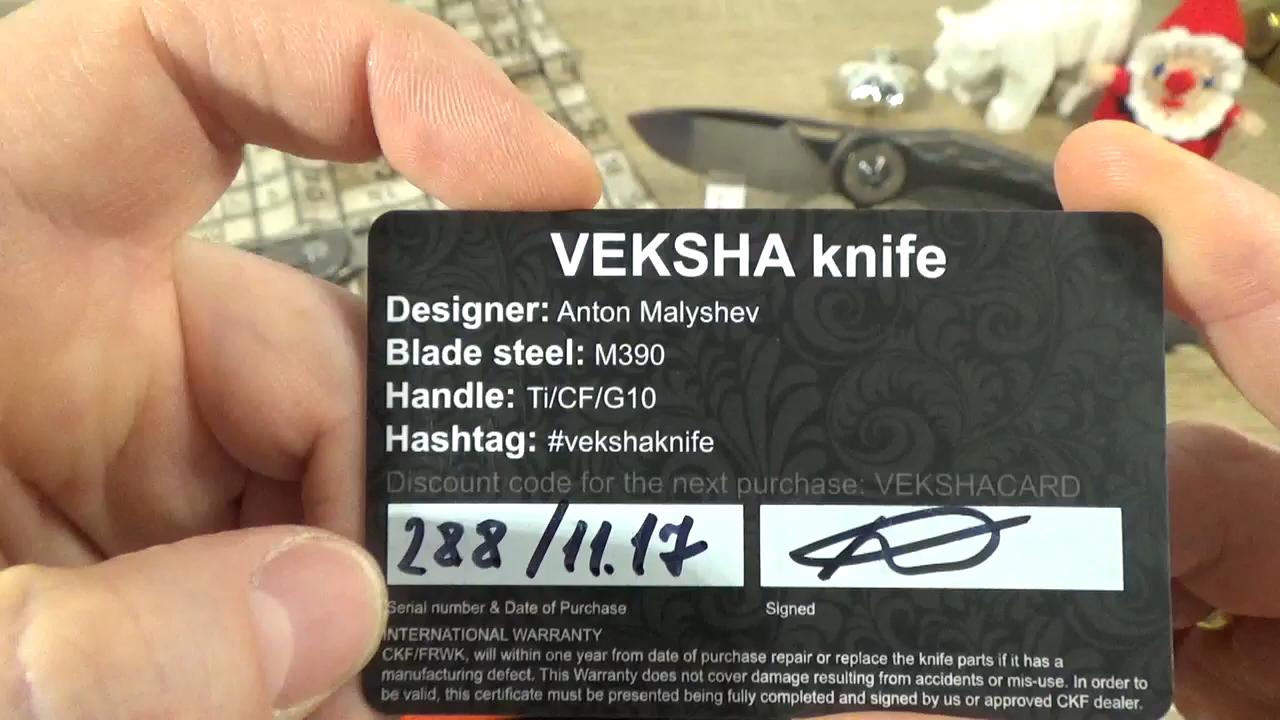 VEKSHA knife
Designer: Anton Malyshev
Blade steel: M390
Handle: Ti/CF/G10
Hashtag: #vekshaknife
Discount code for the next purchase: VEKSHACARD
288 / 11.17
Serial number & Date of Purchase
Signed
INTERNATIONAL WARRANTY
CKF/FRWK, will within one year from date of purchase repair or replace the knife parts if it has a
manufacturing defect. This Warranty does not cover damage resulting from accidents or mis-use. In order to
be valid, this certificate must be presented being fully completed and signed by us or approved CKF dealer.